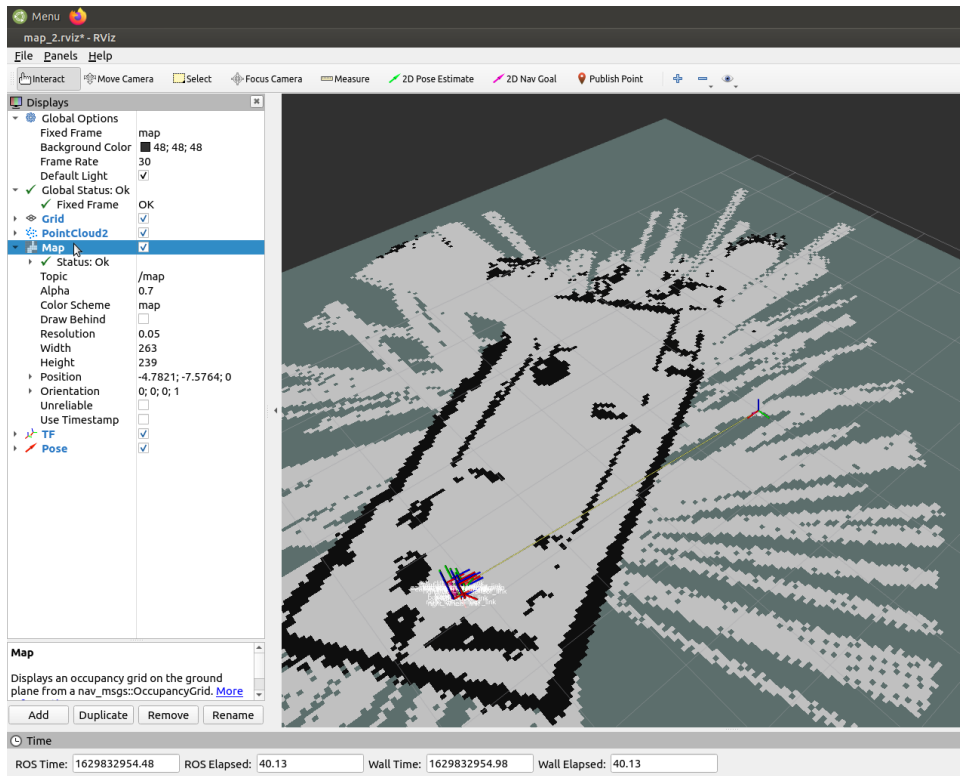 Menu
map_2.rviz* - RViz
File Panels Help
Interact Move Camera Select Focus Camera Measure 2D Pose Estimate 2D Nav Goal Publish Point
Displays
Global Options
Fixed Frame map
Background Color 48; 48; 48
Frame Rate 30
Default Light
Global Status: Ok
Fixed Frame OK
Grid
PointCloud2
Map
Status: Ok
Topic /map
Alpha 0.7
Color Scheme map
Draw Behind
Resolution 0.05
Width 263
Height 239
Position -4.7821; -7.5764; 0
Orientation 0; 0; 0; 1
Unreliable
Use Timestamp
TF
Pose
Map
Displays an occupancy grid on the ground
plane from a nav_msgs::OccupancyGrid. More
Add Duplicate Remove Rename
Time
ROS Time: 1629832954.48 ROS Elapsed: 40.13 Wall Time: 1629832954.98 Wall Elapsed: 40.13